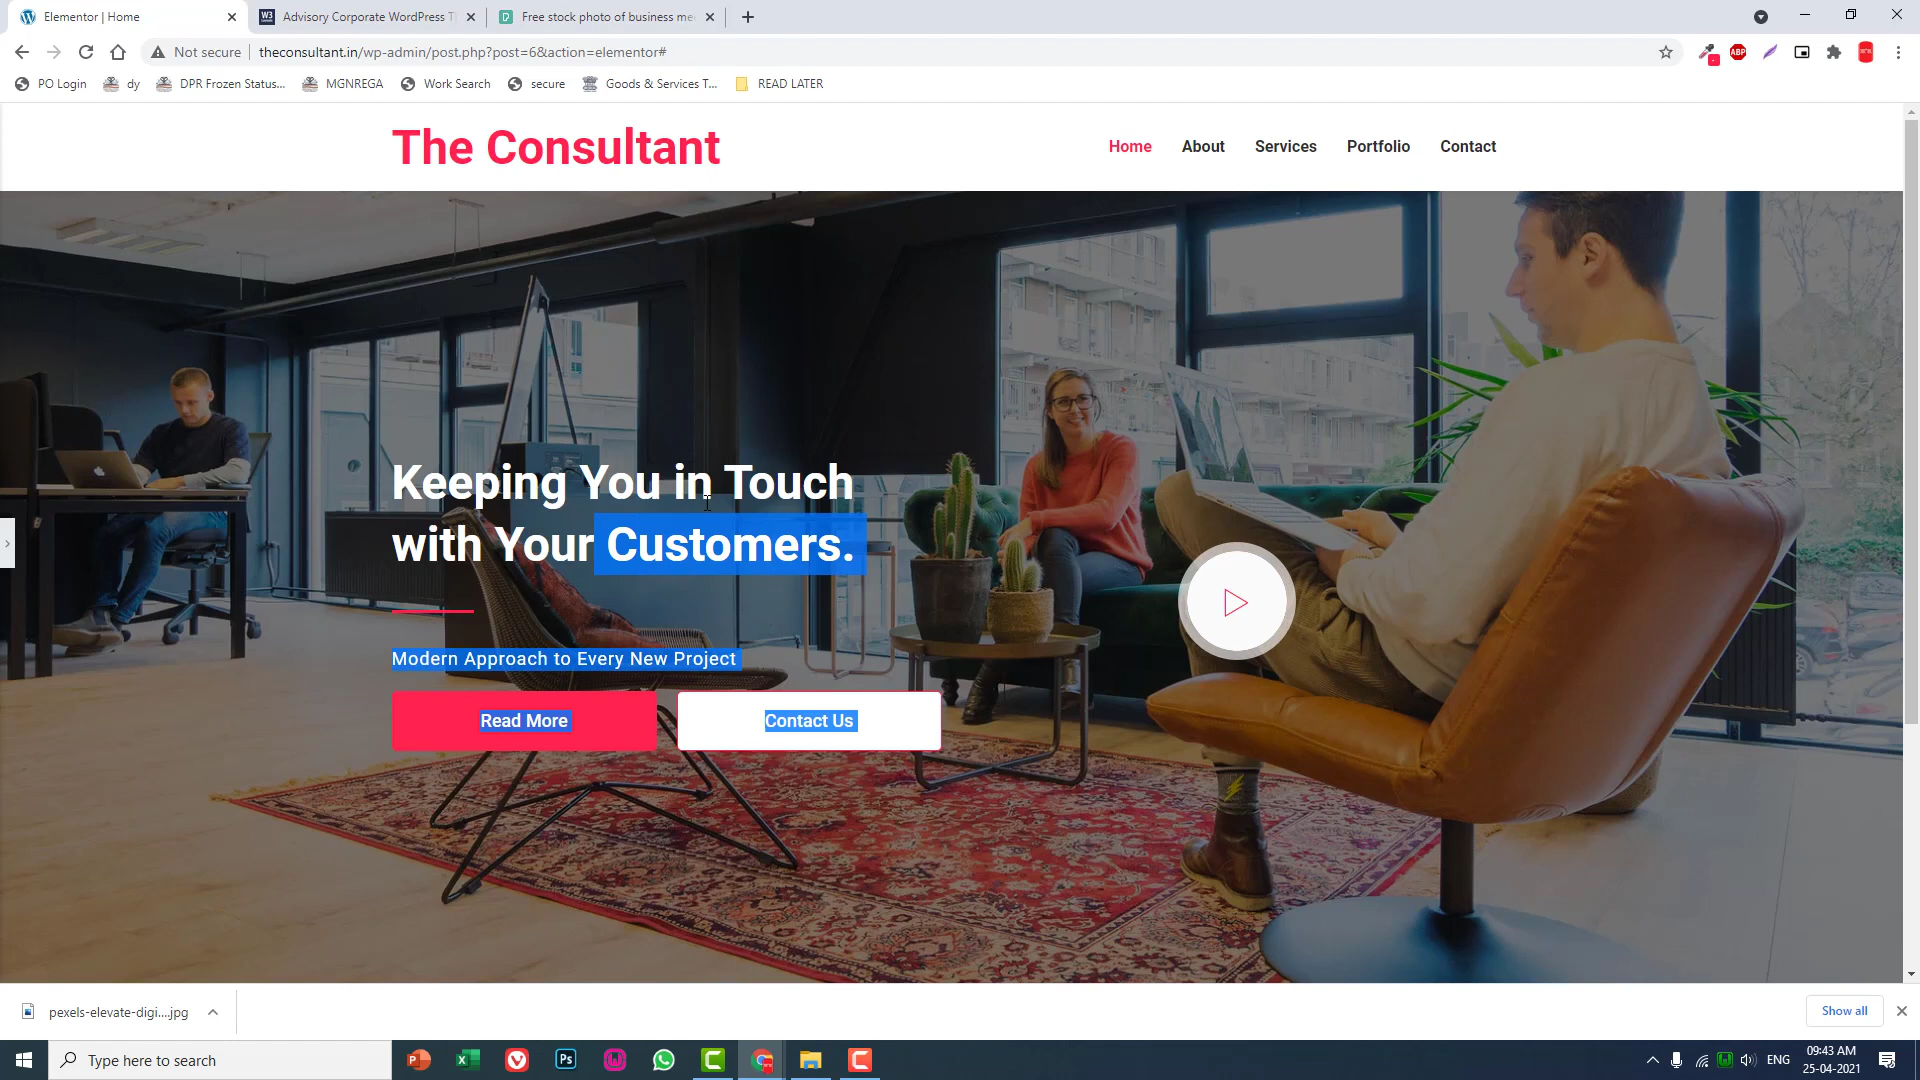 Elementor | Home
Advisory Corporate WordPress T
Free stock photo of business me
Not secure
theconsultant.in/wp-admin/post.php?post=6&action=elementor#
PO Login
dy
DPR Frozen Status...
MGNREGA
Work Search
secure
Goods & Services T...
READ LATER
The Consultant
Home
About
Services
Portfolio
Contact
Keeping You in Touch
with Your Customers.
Modern Approach to Every New Project
Read More
Contact Us
pexels-elevate-digi....jpg
Show all
Type here to search
ENG
09:43 AM
25-04-2021